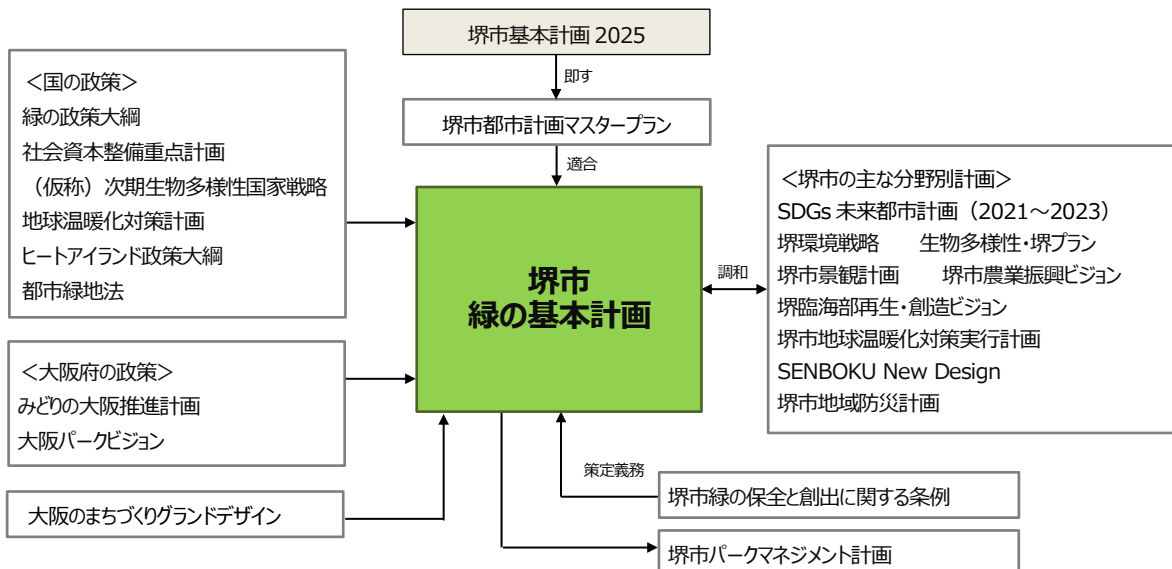 堺市基本計画 2025
即す
堺市都市計画マスタープラン
適合
＜国の政策＞
緑の政策大綱
社会資本整備重点計画
（仮称）次期生物多様性国家戦略
地球温暖化対策計画
ヒートアイランド政策大綱
都市緑地法
＜大阪府の政策＞
みどりの大阪推進計画
大阪パークビジョン
大阪のまちづくりグランドデザイン
堺市
緑の基本計画
調和
＜堺市の主な分野別計画＞
SDGs 未来都市計画（2021～2023）
堺環境戦略　　生物多様性・堺プラン
堺市景観計画　　堺市農業振興ビジョン
堺臨海部再生・創造ビジョン
堺市地球温暖化対策実行計画
SENBOKU New Design
堺市地域防災計画
策定義務
堺市緑の保全と創出に関する条例
堺市パークマネジメント計画